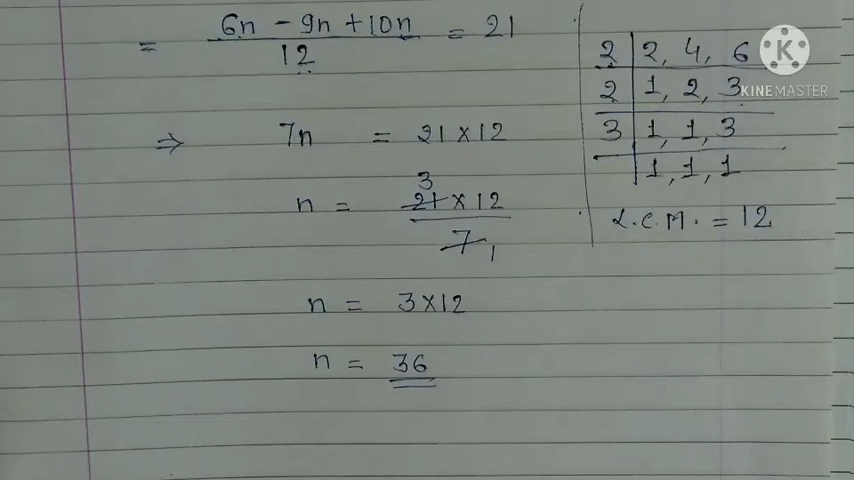 = 6n - 9n + 10n / 12 = 21
⇒ 7n = 21 × 12
3
n = 21 × 12 / 7 1
n = 3 × 12
n = 36
2 | 2, 4, 6
2 | 1, 2, 3
3 | 1, 1, 3
1, 1, 1
L.C.M. = 12
K
KINEMASTER